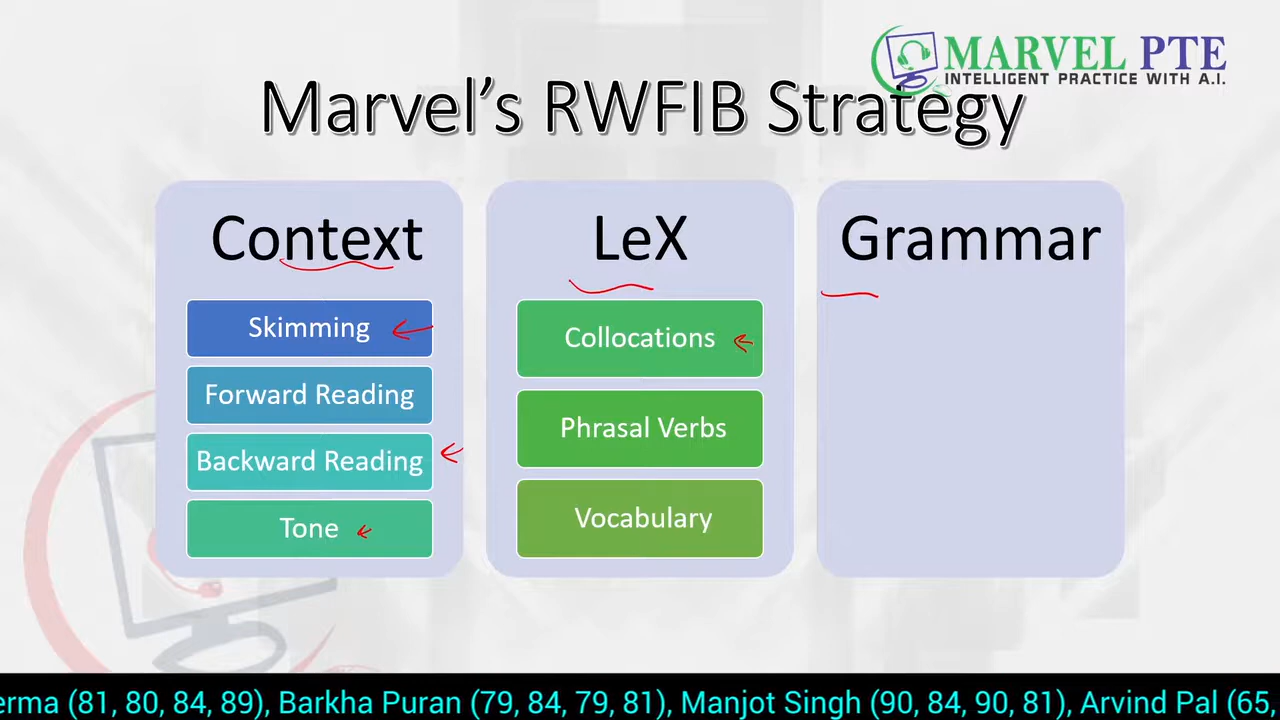 MARVEL PTE
INTELLIGENT PRACTICE WITH A.I.
Marvel's RWFIB Strategy
Context
Skimming
Forward Reading
Backward Reading
Tone
LeX
Collocations
Phrasal Verbs
Vocabulary
Grammar
erma (81, 80, 84, 89), Barkha Puran (79, 84, 79, 81), Manjot Singh (90, 84, 90, 81), Arvind Pal (65,